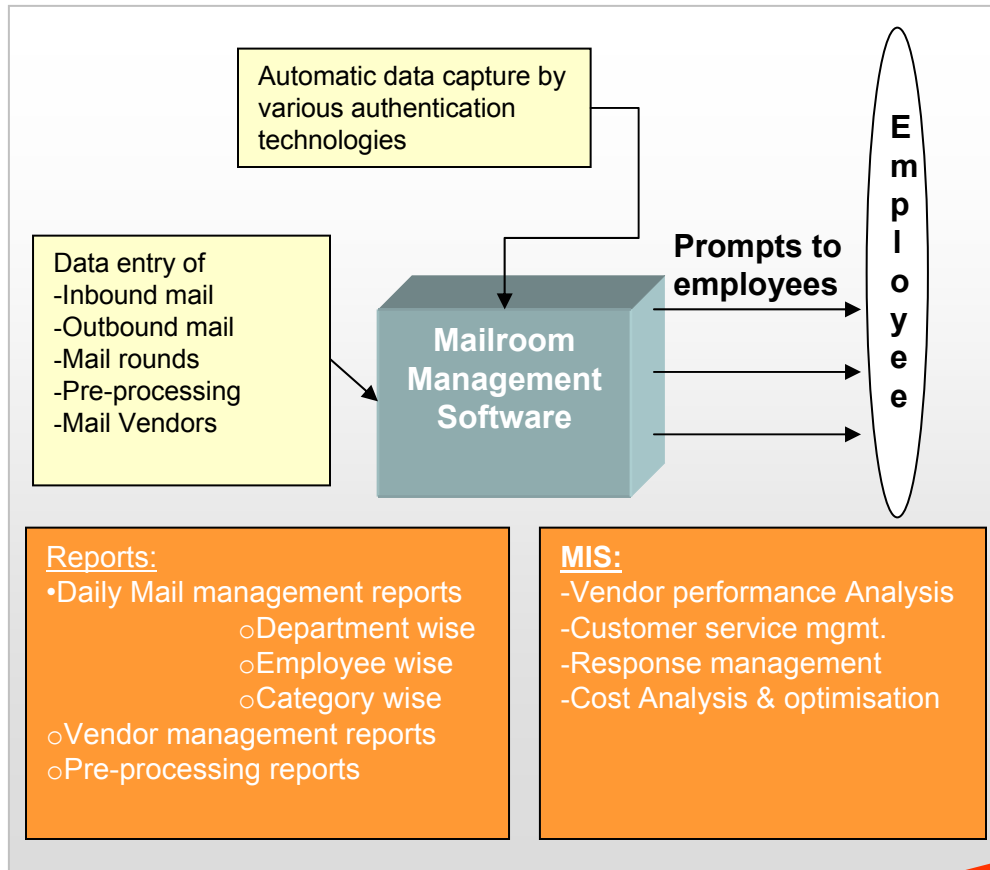 Automatic data capture by
various authentication
technologies
Data entry of
-Inbound mail
-Outbound mail
-Mail rounds
-Pre-processing
-Mail Vendors
Mailroom
Management
Software
Prompts to
employees
E
m
p
l
o
y
e
e
Reports:
•Daily Mail management reports
oDepartment wise
oEmployee wise
oCategory wise
oVendor management reports
oPre-processing reports
MIS:
-Vendor performance Analysis
-Customer service mgmt.
-Response management
-Cost Analysis & optimisation